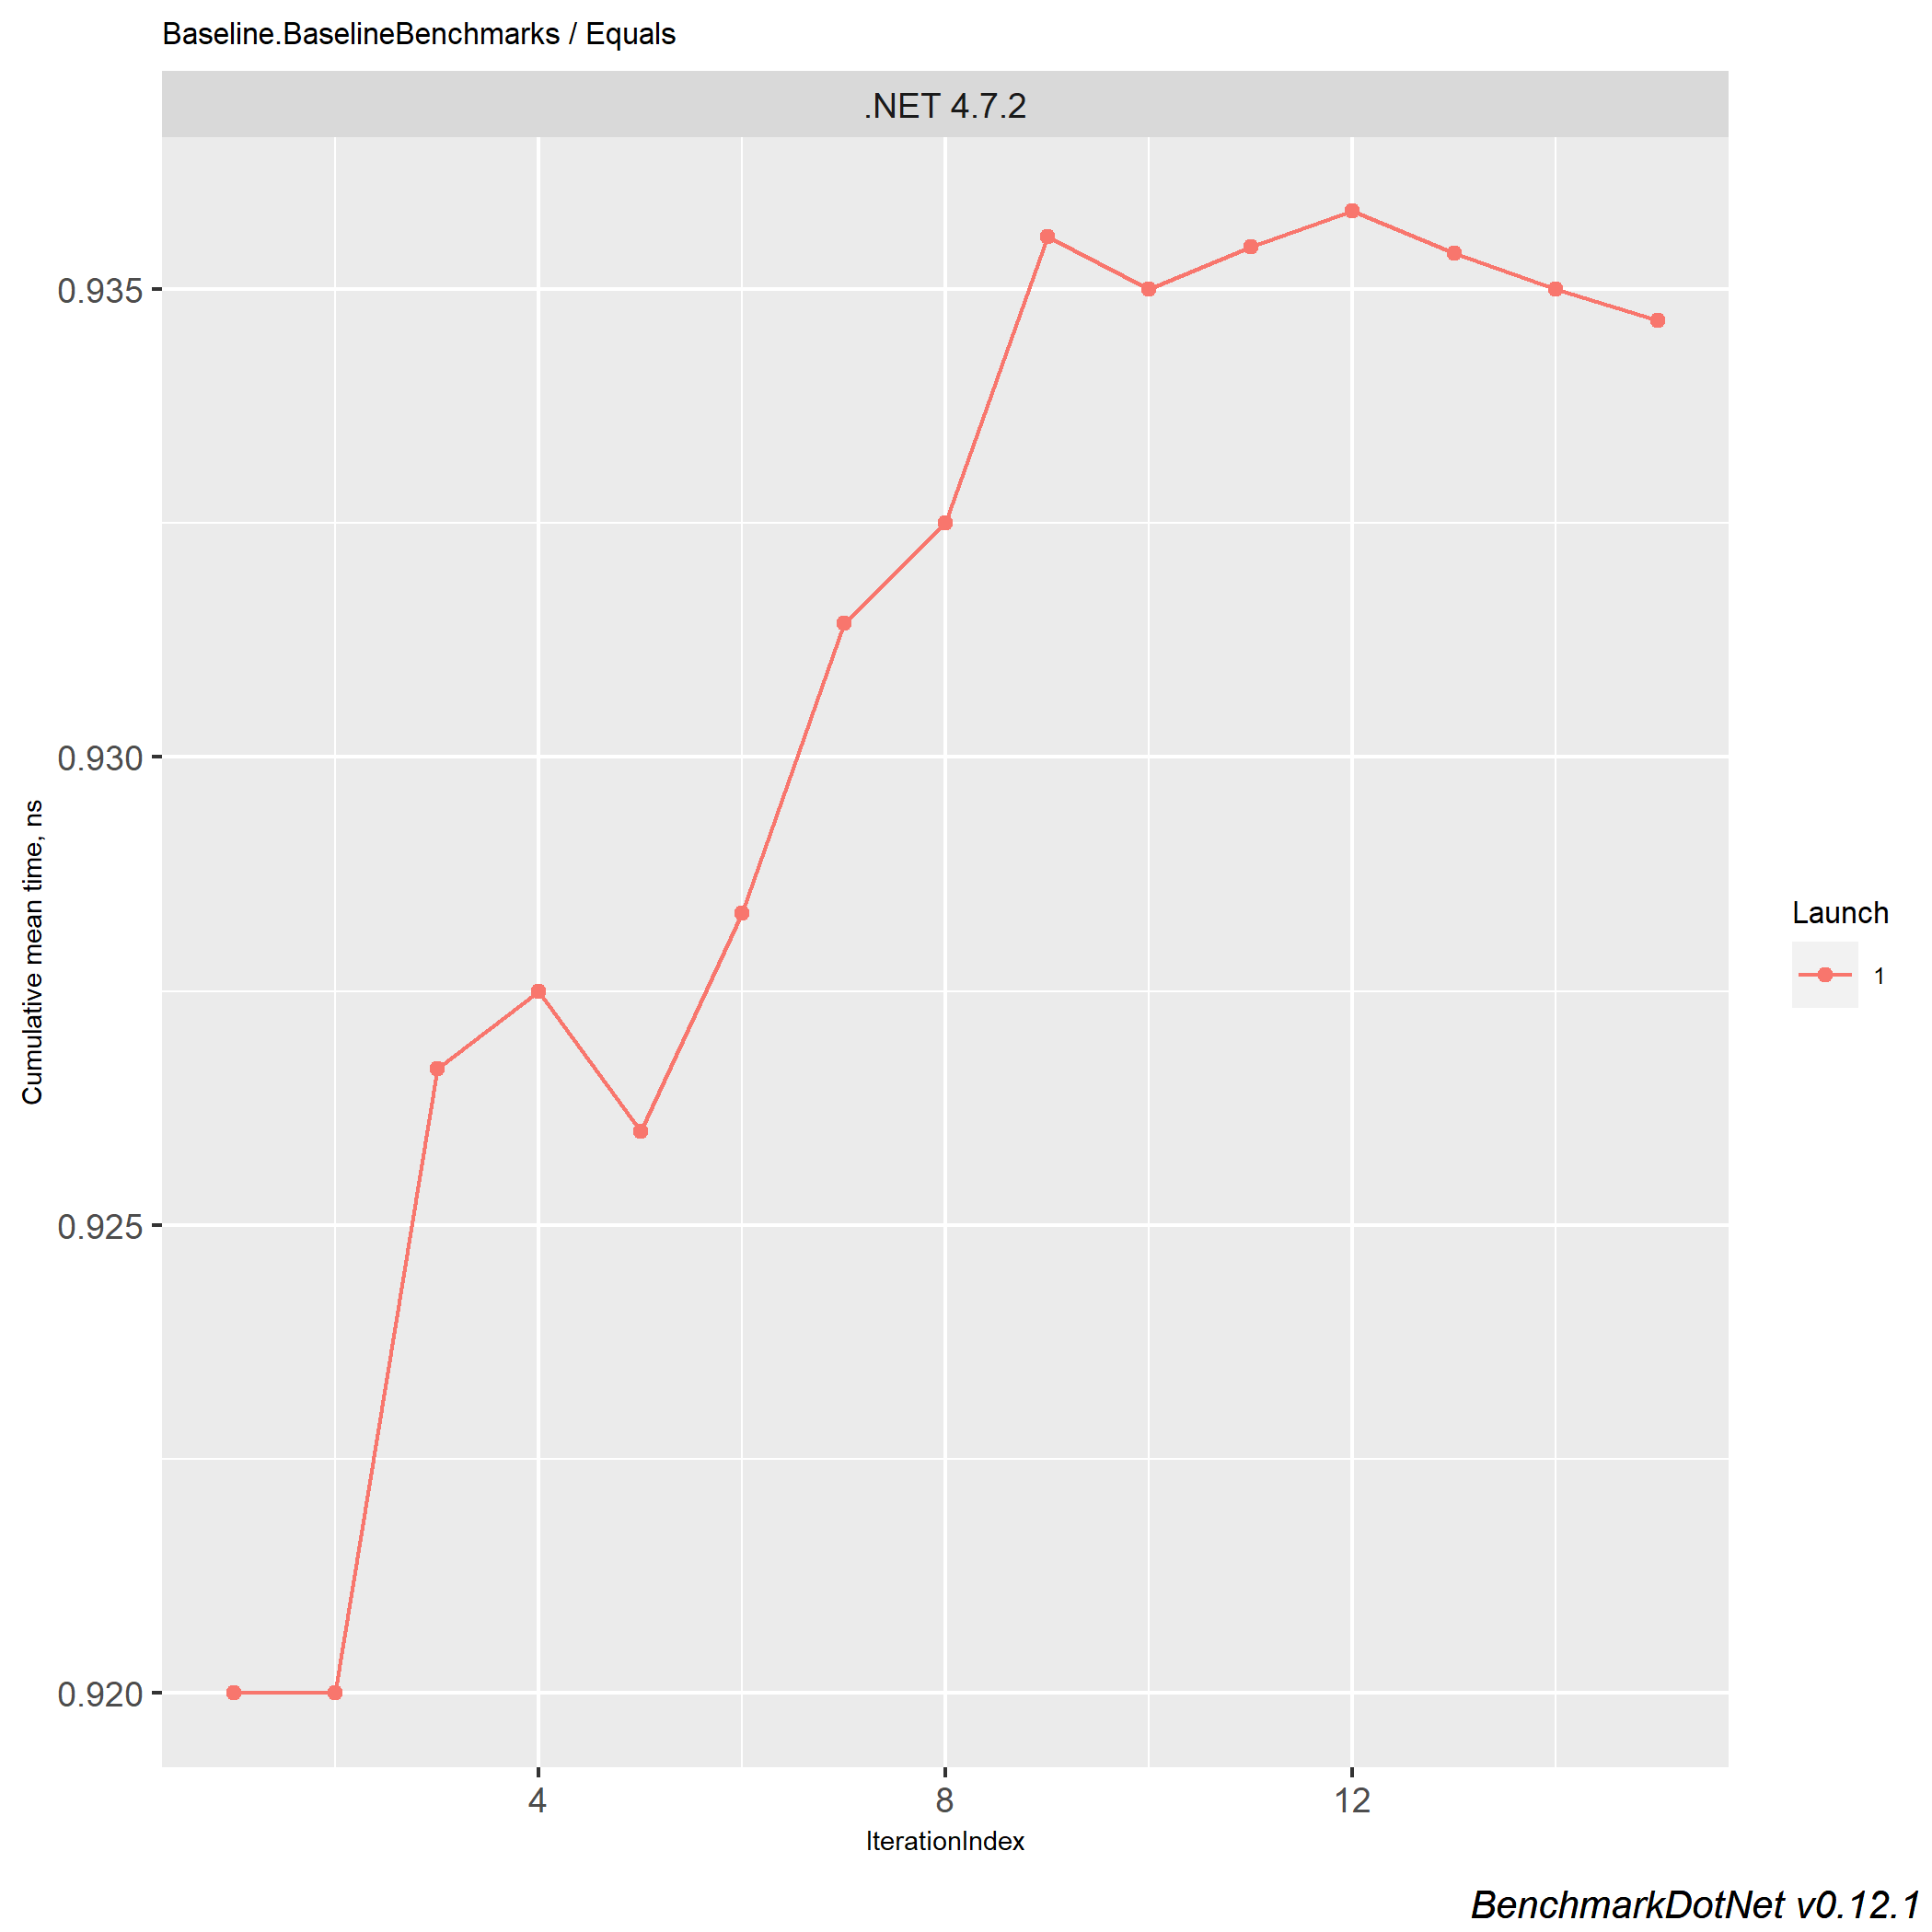 Baseline.BaselineBenchmarks / Equals
.NET 4.7.2
0.935
0.930
0.925
0.920
Cumulative mean time, ns
4 8 12
IterationIndex
Launch
1
BenchmarkDotNet v0.12.1